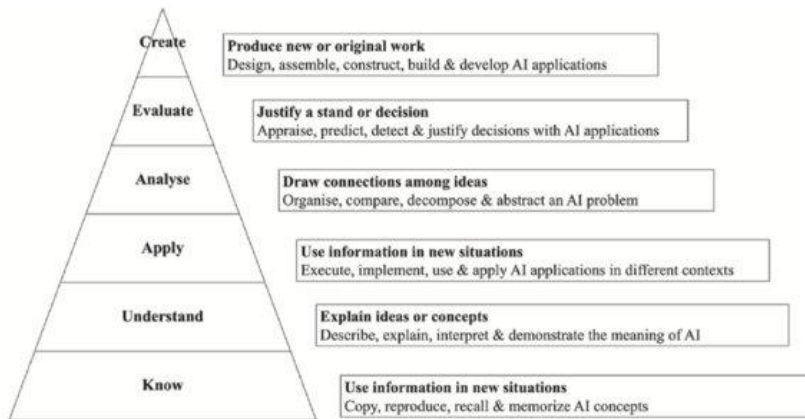 Create
Produce new or original work
Design, assemble, construct, build & develop AI applications
Evaluate
Justify a stand or decision
Appraise, predict, detect & justify decisions with AI applications
Analyse
Draw connections among ideas
Organise, compare, decompose & abstract an AI problem
Apply
Use information in new situations
Execute, implement, use & apply AI applications in different contexts
Understand
Explain ideas or concepts
Describe, explain, interpret & demonstrate the meaning of AI
Know
Use information in new situations
Copy, reproduce, recall & memorize AI concepts